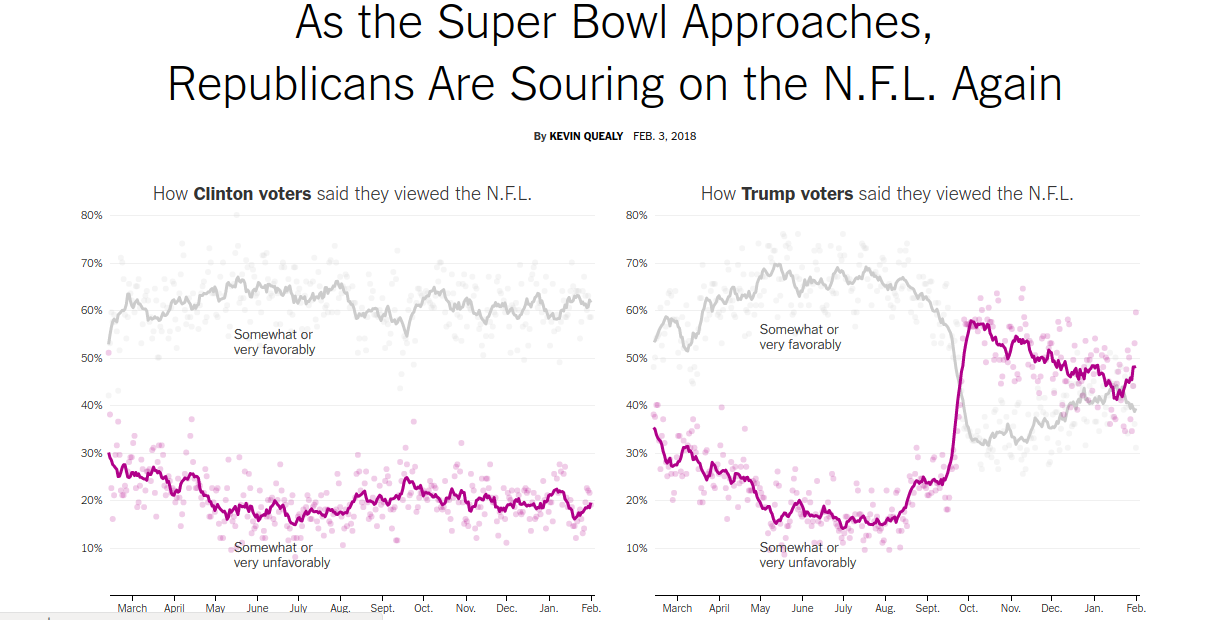 As the Super Bowl Approaches,
Republicans Are Souring on the N.F.L. Again
By KEVIN QUEALY FEB. 3, 2018
How Clinton voters said they viewed the N.F.L.
80%
70%
60%
50%
40%
30%
20%
10%
Somewhat or
very favorably
Somewhat or
very unfavorably
March April May June July Aug. Sept. Oct. Nov. Dec. Jan. Feb.
How Trump voters said they viewed the N.F.L.
80%
70%
60%
50%
40%
30%
20%
10%
Somewhat or
very favorably
Somewhat or
very unfavorably
March April May June July Aug. Sept. Oct. Nov. Dec. Jan. Feb.